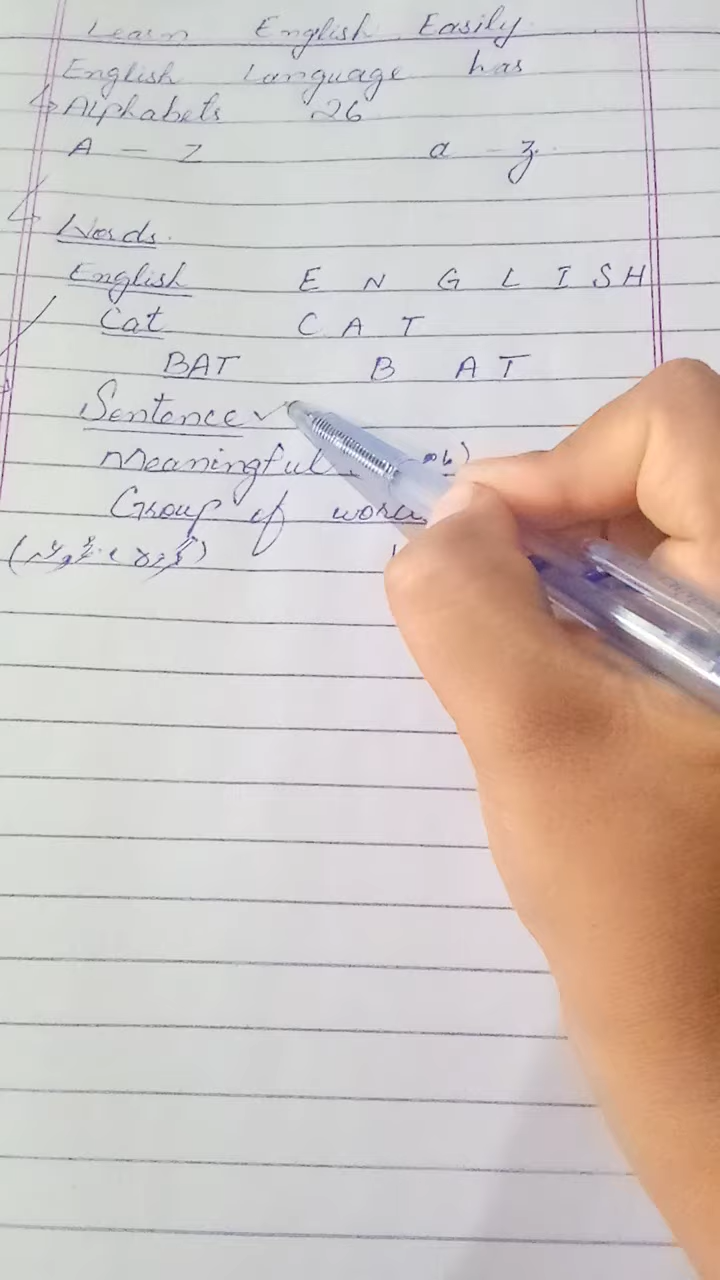 Learn English Easily
English Language has
Alphabets 26
A - Z a - z
Words.
English E N G L I S H
Cat C A T
BAT B A T
Sentence ✓
Meaningful
Group of